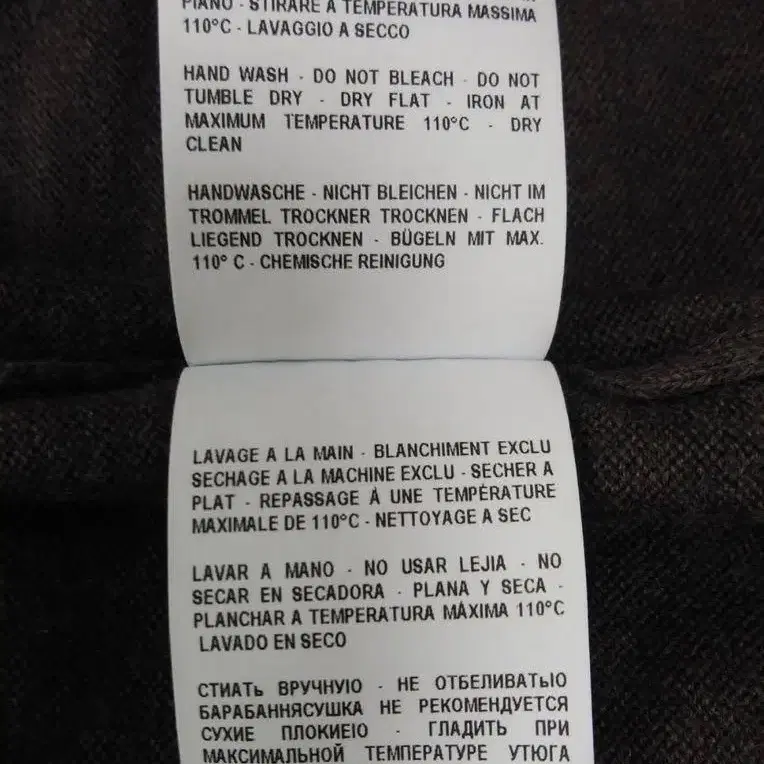 PIANO - STIRARE A TEMPERATURA MASSIMA
110°C - LAVAGGIO A SECCO
HAND WASH - DO NOT BLEACH - DO NOT
TUMBLE DRY - DRY FLAT - IRON AT
MAXIMUM TEMPERATURE 110°C - DRY
CLEAN
HANDWASCHE - NICHT BLEICHEN - NICHT IM
TROMMEL TROCKNER TROCKNEN - FLACH
LIEGEND TROCKNEN - BÜGELN MIT MAX.
110° C - CHEMISCHE REINIGUNG
LAVAGE A LA MAIN - BLANCHIMENT EXCLU
SECHAGE A LA MACHINE EXCLU - SECHER A
PLAT - REPASSAGE À UNE TEMPÉRATURE
MAXIMALE DE 110°C - NETTOYAGE A SEC
LAVAR A MANO - NO USAR LEJIA - NO
SECAR EN SECADORA - PLANA Y SECA -
PLANCHAR A TEMPERATURA MÁXIMA 110°C
LAVADO EN SECO
СТИАТЬ ВРУЧНУIО - НЕ ОТБЕЛИВАТЬIО
БАРАБАННЯСУШКА НЕ РЕКОМЕНДУЕТСЯ
СУХИЕ ПЛОКИЕIО - ГЛАДИТЬ ПРИ
МАКСИМАЛЬНОЙ ТЕМПЕРАТУРЕ УТЮГА